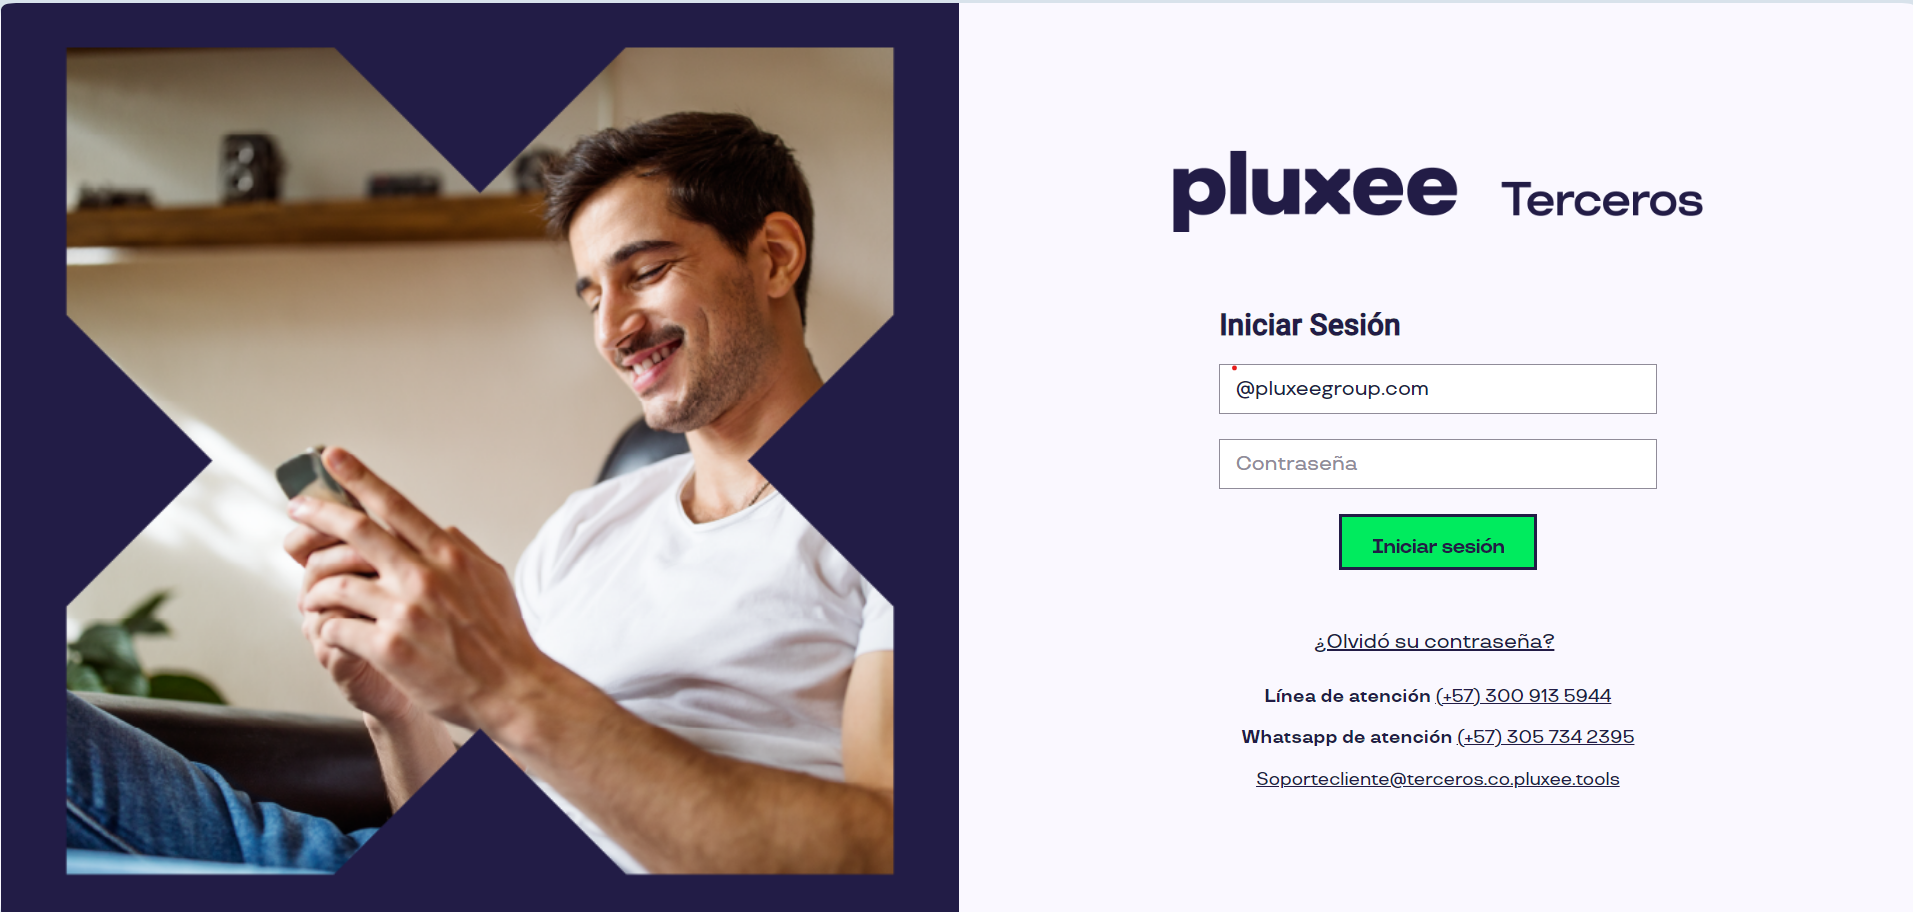 pluxee Terceros
Iniciar Sesión
@pluxeegroup.com
Contraseña
Iniciar sesión
¿Olvidó su contraseña?
Línea de atención (+57) 300 913 5944
Whatsapp de atención (+57) 305 734 2395
Soportecliente@terceros.co.pluxee.tools